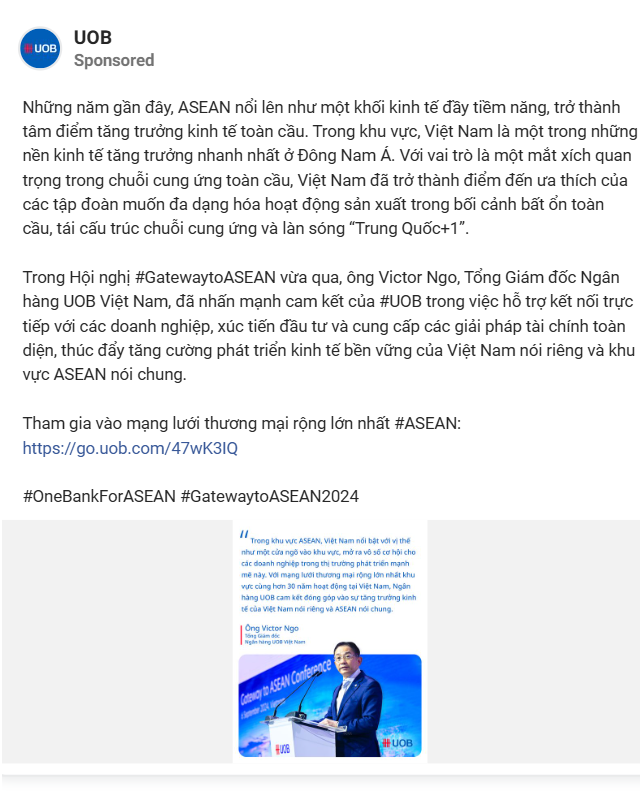 UOB
UOB
Sponsored
Những năm gần đây, ASEAN nổi lên như một khối kinh tế đầy tiềm năng, trở thành
tâm điểm tăng trưởng kinh tế toàn cầu. Trong khu vực, Việt Nam là một trong những
nền kinh tế tăng trưởng nhanh nhất ở Đông Nam Á. Với vai trò là một mắt xích quan
trọng trong chuỗi cung ứng toàn cầu, Việt Nam đã trở thành điểm đến ưa thích của
các tập đoàn muốn đa dạng hóa hoạt động sản xuất trong bối cảnh bất ổn toàn
cầu, tái cấu trúc chuỗi cung ứng và làn sóng “Trung Quốc+1”.
Trong Hội nghị #GatewaytoASEAN vừa qua, ông Victor Ngo, Tổng Giám đốc Ngân
hàng UOB Việt Nam, đã nhấn mạnh cam kết của #UOB trong việc hỗ trợ kết nối trực
tiếp với các doanh nghiệp, xúc tiến đầu tư và cung cấp các giải pháp tài chính toàn
diện, thúc đẩy tăng cường phát triển kinh tế bền vững của Việt Nam nói riêng và khu
vực ASEAN nói chung.
Tham gia vào mạng lưới thương mại rộng lớn nhất #ASEAN:
https://go.uob.com/47wK3IQ
#OneBankForASEAN #GatewaytoASEAN2024
“ Trong khu vực ASEAN, Việt Nam nổi bật với vị thế
như một cửa ngõ vào khu vực, mở ra vô số cơ hội cho
các doanh nghiệp trong thị trường phát triển mạnh
mẽ này. Với mạng lưới thương mại rộng lớn nhất khu
vực cùng hơn 30 năm hoạt động tại Việt Nam, Ngân
hàng UOB cam kết đóng góp vào sự tăng trưởng kinh
tế của Việt Nam nói riêng và ASEAN nói chung.
Ông Victor Ngo
Tổng Giám đốc
Ngân hàng UOB Việt Nam
Gateway to ASEAN Conference
September 2024
UOB
UOB